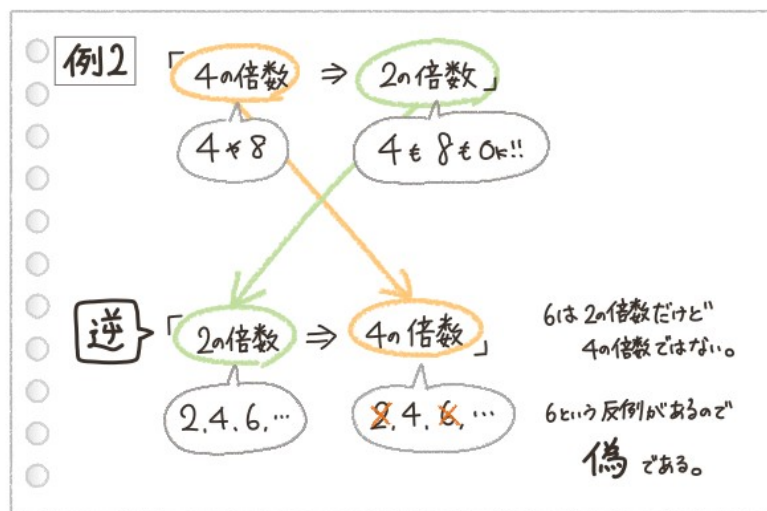 例2 「4の倍数 ⇒ 2の倍数」
4や8 4も8もOK!!
逆 「2の倍数 ⇒ 4の倍数」
2,4,6,… 2,4,6,…
6は2の倍数だけど
4の倍数ではない。
6という反例があるので
偽である。